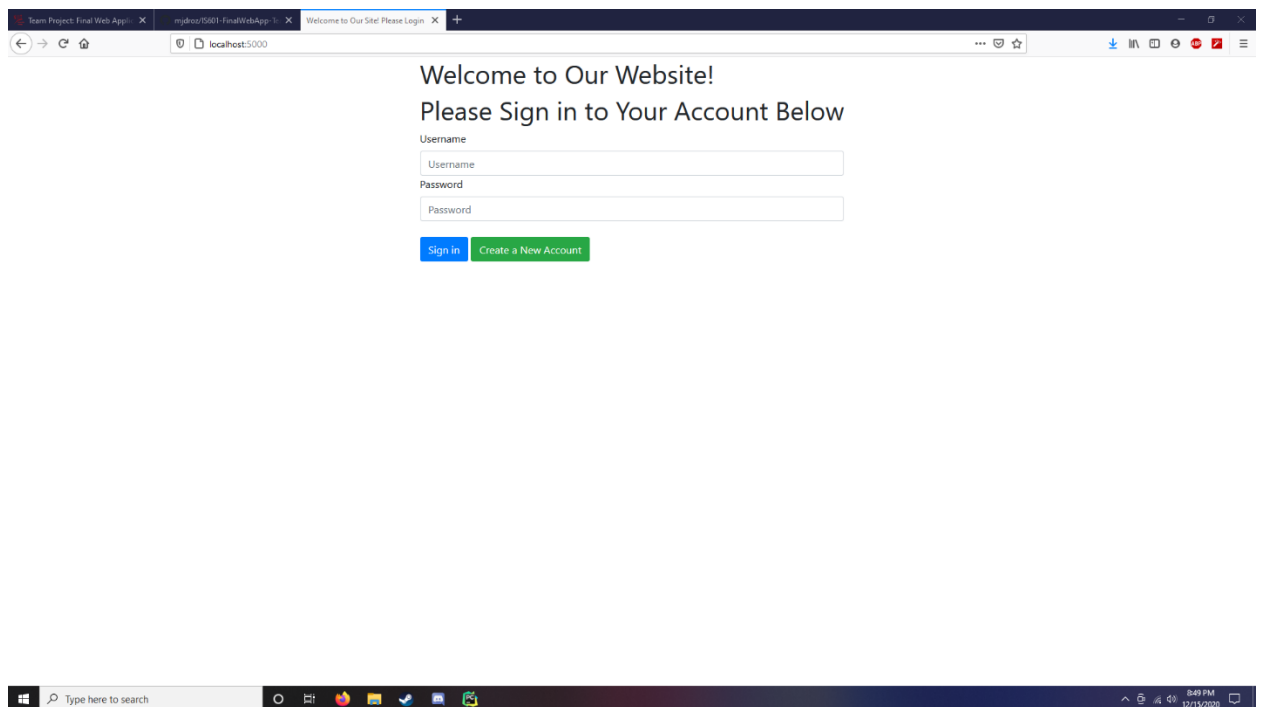 Team Project: Final Web Applic
mjdroz/IS601-FinalWebApp-Te
Welcome to Our Site! Please Login
localhost:5000
ABP
Welcome to Our Website!
Please Sign in to Your Account Below
Username
Username
Password
Password
Sign in Create a New Account
Type here to search
PC
8:49 PM
12/15/2020